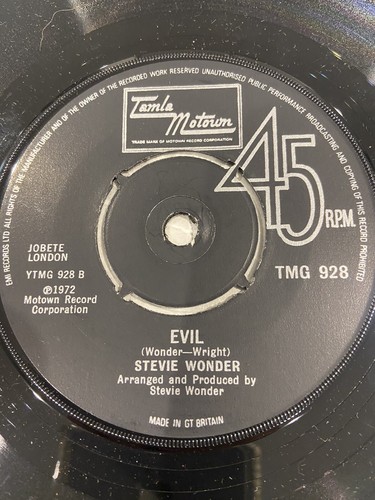 EMI RECORDS LTD ALL RIGHTS OF THE MANUFACTURER AND OF THE OWNER OF THE RECORDED WORK RESERVED UNAUTHORISED PUBLIC PERFORMANCE BROADCASTING AND COPYING OF THIS RECORD PROHIBITED
Tamla
Motown
TRADE MARK OF MOTOWN RECORD CORPORATION
45 R.P.M.
JOBETE
LONDON
YTMG 928 B
TMG 928
℗1972
Motown Record
Corporation
EVIL
(Wonder—Wright)
STEVIE WONDER
Arranged and Produced by
Stevie Wonder
MADE IN GT BRITAIN